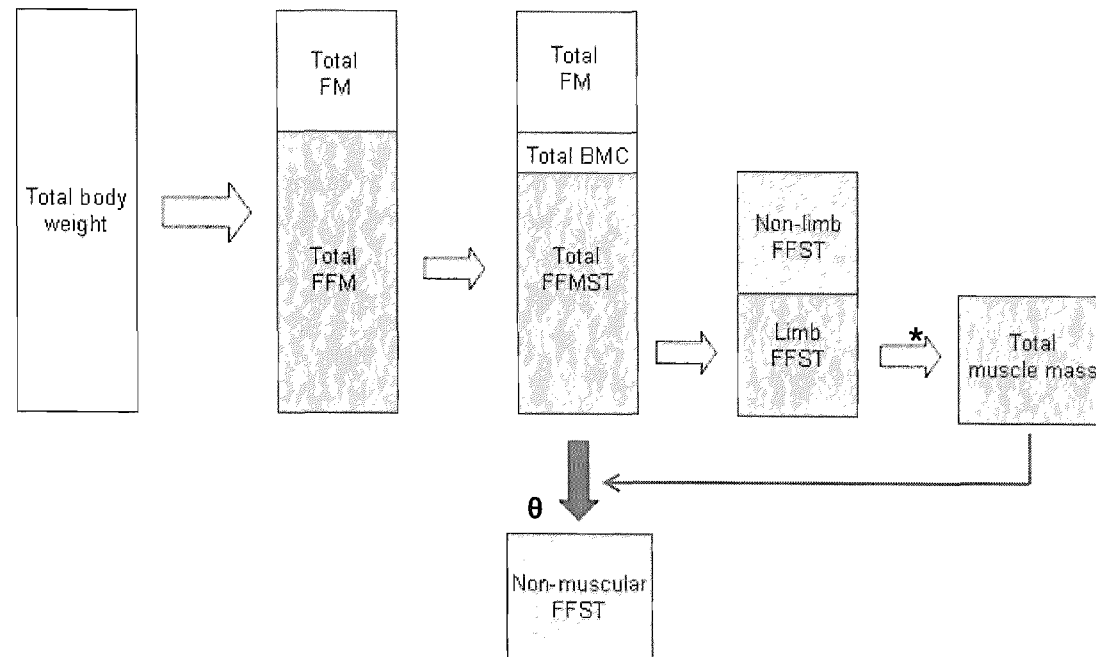 Total body
weight
Total
FM
Total
FFM
Total
FM
Total BMC
Total
FFMST
Non-limb
FFST
Limb
FFST
*
Total
muscle mass
θ
Non-muscular
FFST